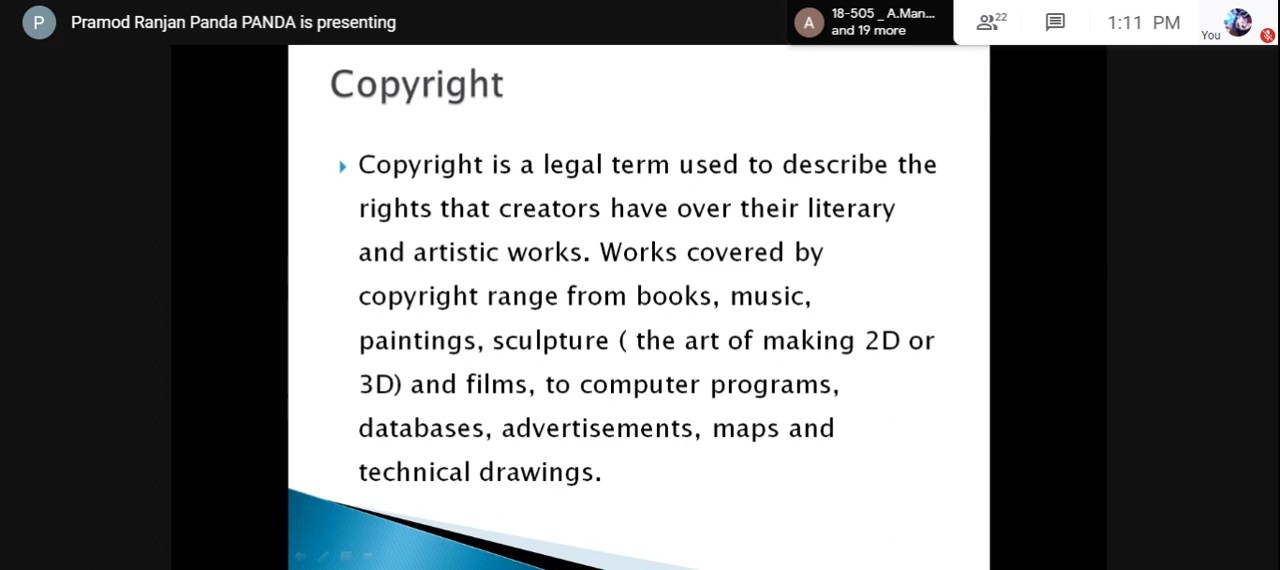 P
Pramod Ranjan Panda PANDA is presenting
A
18-505 _ A.Man...
and 19 more
22
1:11 PM
You
Copyright
Copyright is a legal term used to describe the
rights that creators have over their literary
and artistic works. Works covered by
copyright range from books, music,
paintings, sculpture ( the art of making 2D or
3D) and films, to computer programs,
databases, advertisements, maps and
technical drawings.